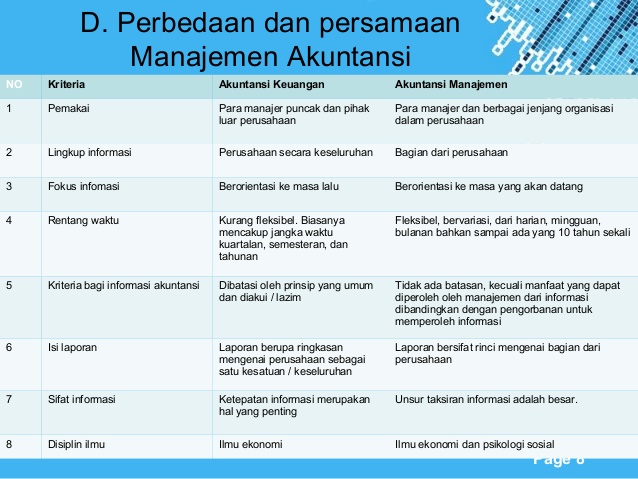 D. Perbedaan dan persamaan
Manajemen Akuntansi
NO Kriteria Akuntansi Keuangan Akuntansi Manajemen
1 Pemakai Para manajer puncak dan pihak Para manajer dan berbagai jenjang organisasi
luar perusahaan dalam perusahaan
2 Lingkup informasi Perusahaan secara keseluruhan Bagian dari perusahaan
3 Fokus infomasi Berorientasi ke masa lalu Berorientasi ke masa yang akan datang
4 Rentang waktu Kurang fleksibel. Biasanya Fleksibel, bervariasi, dari harian, mingguan,
mencakup jangka waktu bulanan bahkan sampai ada yang 10 tahun sekali
kuartalan, semesteran, dan
tahunan
5 Kriteria bagi informasi akuntansi Dibatasi oleh prinsip yang umum Tidak ada batasan, kecuali manfaat yang dapat
dan diakui / lazim diperoleh oleh manajemen dari informasi
dibandingkan dengan pengorbanan untuk
memperoleh informasi
6 Isi laporan Laporan berupa ringkasan Laporan bersifat rinci mengenai bagian dari
mengenai perusahaan sebagai perusahaan
satu kesatuan / keseluruhan
7 Sifat informasi Ketepatan informasi merupakan Unsur taksiran informasi adalah besar.
hal yang penting
8 Disiplin ilmu Ilmu ekonomi Ilmu ekonomi dan psikologi sosial
Page 8